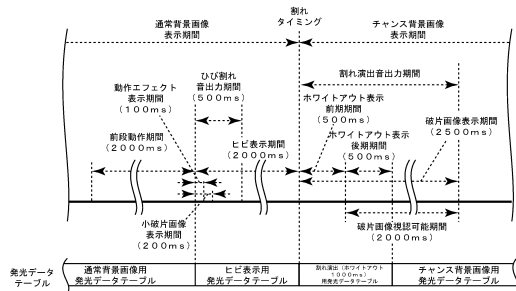 割れ
タイミング
通常背景画像
表示期間
チャンス背景画像
表示期間
ひび割れ
音出力期間
(500ms)
割れ演出音出力期間
動作エフェクト
表示期間
(100ms)
ホワイトアウト表示
前期期間
(500ms)
破片画像表示期間
(2500ms)
前段動作期間
(2000ms)
ヒビ表示期間
(2000ms)
ホワイトアウト表示
後期期間
(500ms)
小破片画像
表示期間
(200ms)
破片画像視認可能期間
(2000ms)
発光データ
テーブル
通常背景画像用
発光データテーブル
ヒビ表示用
発光データテーブル
割れ演出(ホワイトアウト
1000ms)
用発光データテーブル
チャンス背景画像用
発光データテーブル